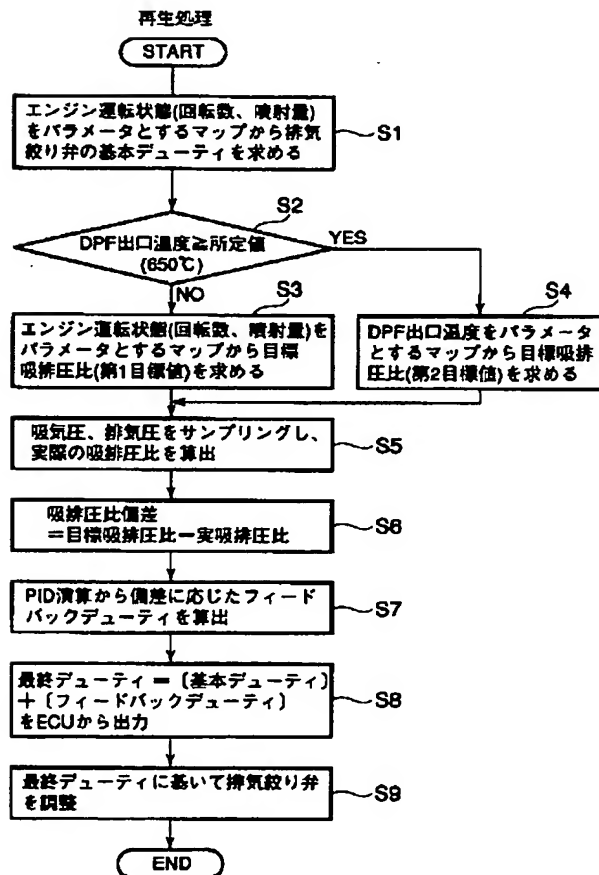 再生処理
START
エンジン運転状態(回転数、噴射量)
をパラメータとするマップから排気
絞り弁の基本デューティを求める
S1
S2
DPF出口温度≧所定値
(650℃)
YES
NO
S3
エンジン運転状態(回転数、噴射量)を
パラメータとするマップから目標
吸排圧比(第1目標値)を求める
S4
DPF出口温度をパラメータ
とするマップから目標吸排
圧比(第2目標値)を求める
吸気圧、排気圧をサンプリングし、
実際の吸排圧比を算出
S5
吸排圧比偏差
=目標吸排圧比-実吸排圧比
S6
PID演算から偏差に応じたフィード
バックデューティを算出
S7
最終デューティ = 〔基本デューティ〕
+〔フィードバックデューティ〕
をECUから出力
S8
最終デューティに基いて排気絞り弁
を調整
S9
END